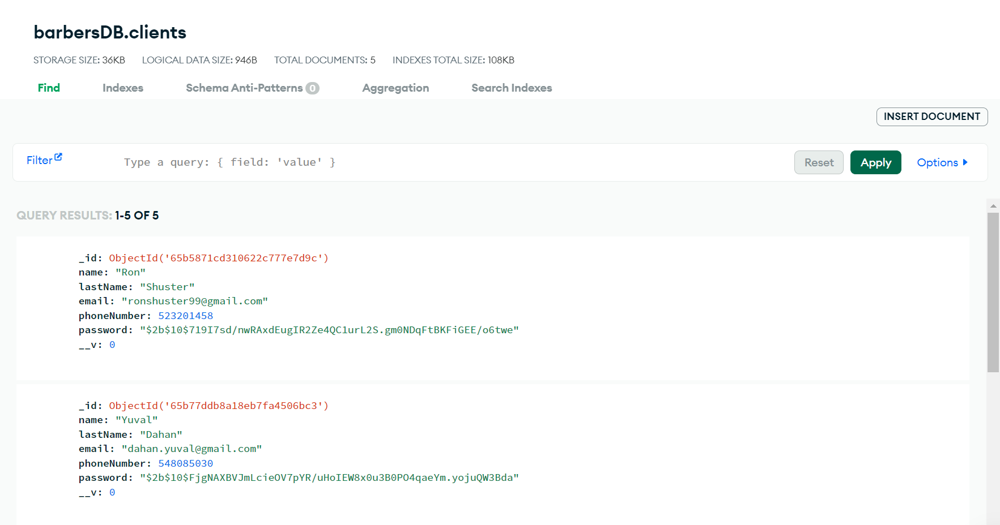 barbersDB.clients
STORAGE SIZE: 36KB LOGICAL DATA SIZE: 946B TOTAL DOCUMENTS: 5 INDEXES TOTAL SIZE: 108KB
Find Indexes Schema Anti-Patterns 0 Aggregation Search Indexes
INSERT DOCUMENT
Filter Type a query: { field: 'value' } Reset Apply Options
QUERY RESULTS: 1-5 OF 5
_id: ObjectId('65b5871cd310622c777e7d9c')
name: "Ron"
lastName: "Shuster"
email: "ronshuster99@gmail.com"
phoneNumber: 523201458
password: "$2b$10$719I7sd/nwRAxdEugIR2Ze4QC1urL2S.gm0NDqFtBKFiGEE/o6twe"
__v: 0
_id: ObjectId('65b77ddb8a18eb7fa4506bc3')
name: "Yuval"
lastName: "Dahan"
email: "dahan.yuval@gmail.com"
phoneNumber: 548085030
password: "$2b$10$FjgNAXBVJmLcieOV7pYR/uHoIEW8x0u3B0PO4qaeYm.yojuQW3Bda"
__v: 0